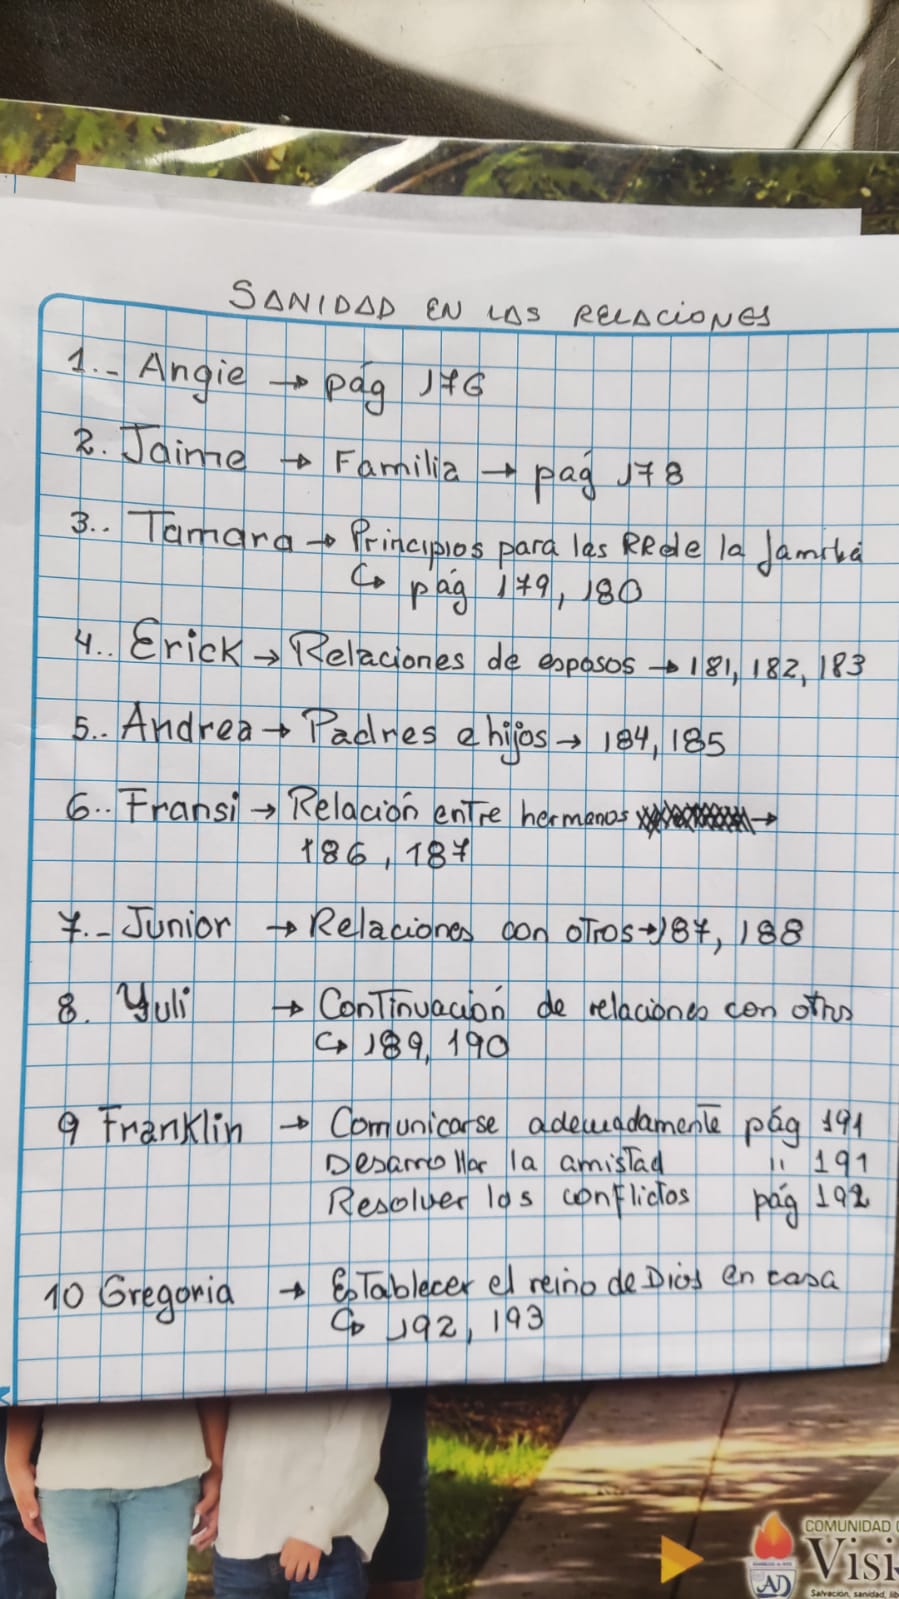 SANIDAD EN LAS RELACIONES
1.- Angie → pág 176
2. Jaime → Familia → pag 178
3.. Tamara → Principios para las RR de la familia
↳ pág 179, 180
4.. Erick → Relaciones de esposos → 181, 182, 183
5.. Andrea → Padres e hijos → 184, 185
6.. Fransi → Relación entre hermanos →
186, 187
7.- Junior → Relaciones con otros → 187, 188
8. Yuli → Continuación de relaciones con otros
↳ 189, 190
9 Franklin → Comunicarse adecuadamente pág 191
Desarrollar la amistad " 191
Resolver los conflictos pág 192
10 Gregoria → Establecer el reino de Dios en casa
↳ 192, 193
COMUNIDAD
Visi
Salvación, sanidad, lib
AD